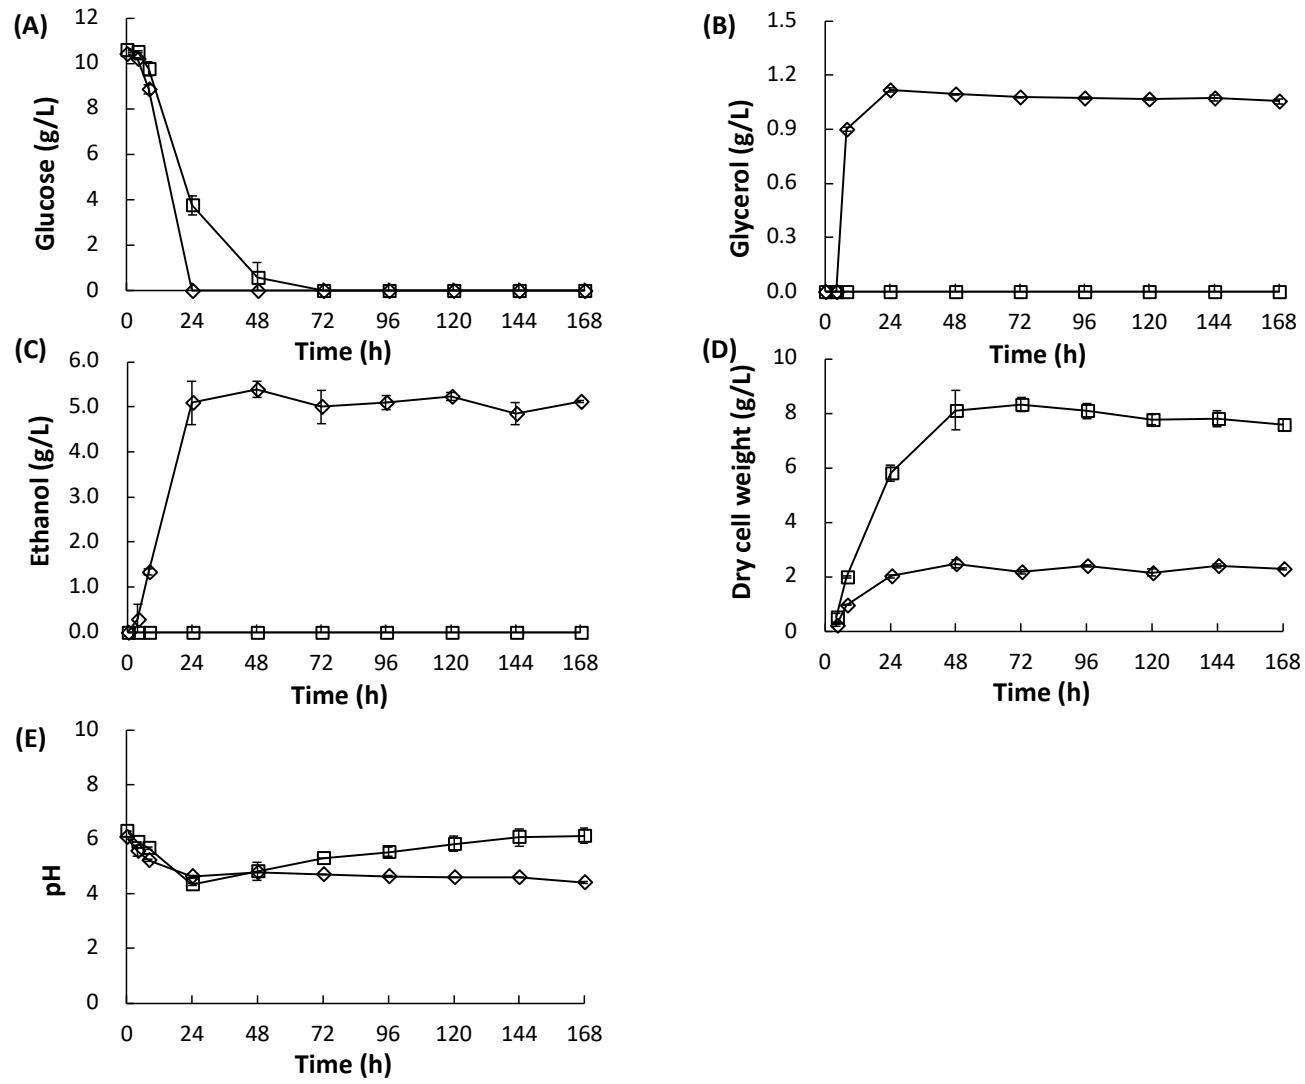 (A)
Glucose (g/L)
12
10
8
6
4
2
0
0 24 48 72 96 120 144 168
Time (h)
(B)
Glycerol (g/L)
1.5
1.2
0.9
0.6
0.3
0.0
0 24 48 72 96 120 144 168
Time (h)
(C)
Ethanol (g/L)
6.0
5.0
4.0
3.0
2.0
1.0
0.0
0 24 48 72 96 120 144 168
Time (h)
(D)
Dry cell weight (g/L)
10
8
6
4
2
0
0 24 48 72 96 120 144 168
Time (h)
(E)
pH
10
8
6
4
2
0
0 24 48 72 96 120 144 168
Time (h)